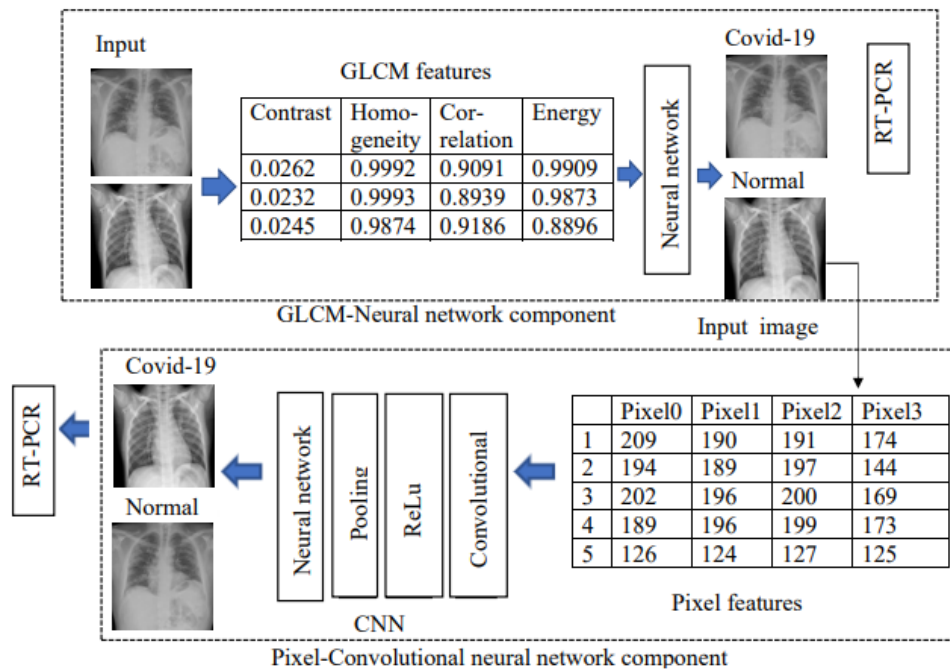 Input
GLCM features
Contrast Homo-geneity Cor-relation Energy
0.0262 0.9992 0.9091 0.9909
0.0232 0.9993 0.8939 0.9873
0.0245 0.9874 0.9186 0.8896
Neural network
Covid-19
Normal
RT-PCR
GLCM-Neural network component
Input image
Covid-19
Normal
RT-PCR
Neural network
Pooling
ReLu
Convolutional
CNN
Pixel0 Pixel1 Pixel2 Pixel3
1 209 190 191 174
2 194 189 197 144
3 202 196 200 169
4 189 196 199 173
5 126 124 127 125
Pixel features
Pixel-Convolutional neural network component